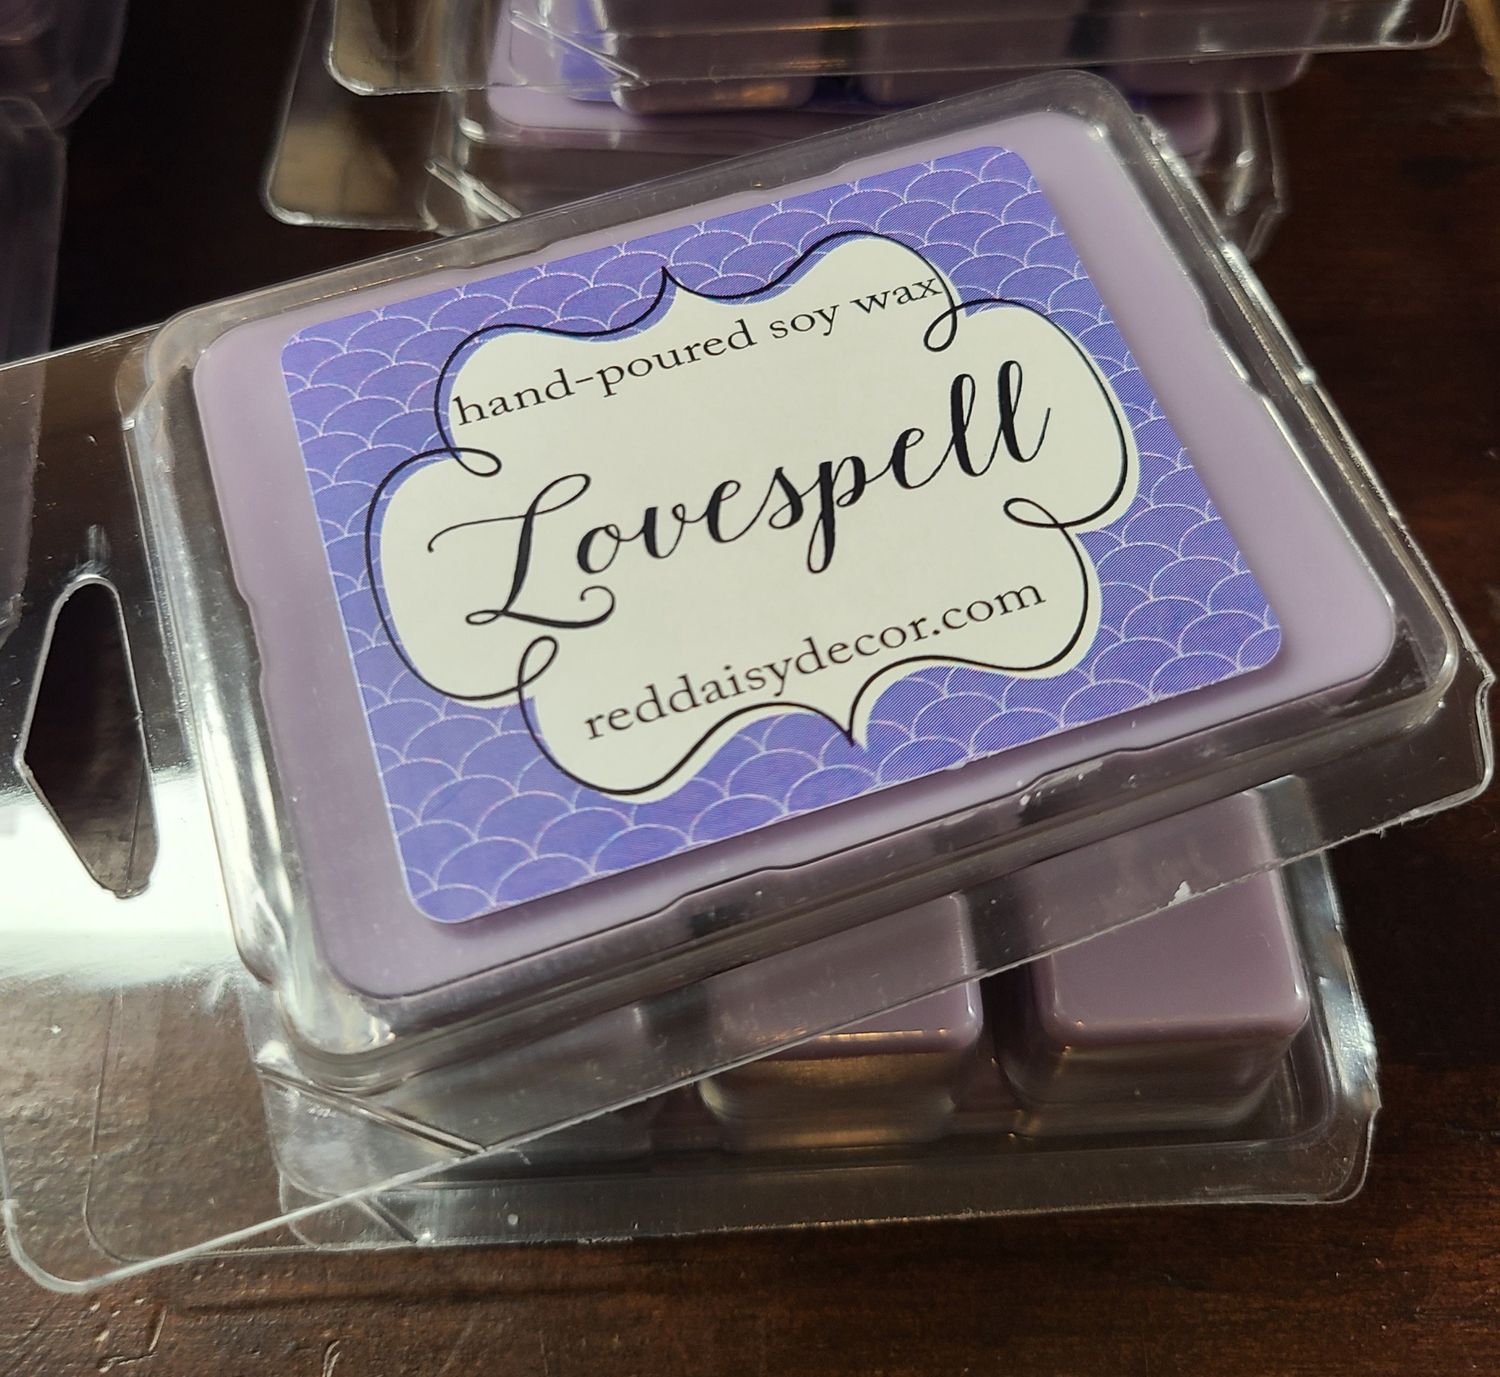 hand-poured soy wax
Lovespell
reddaisydecor.com